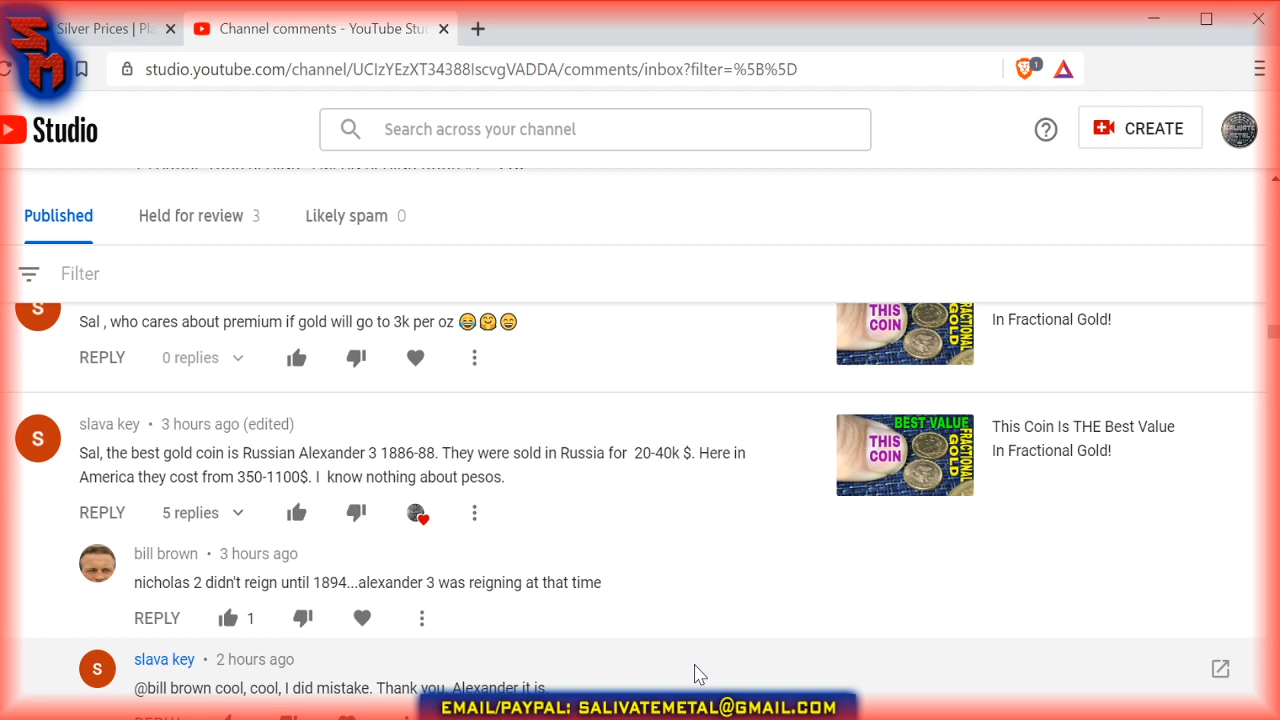 SM
Silver Prices | Pla
Channel comments - YouTube Stu
studio.youtube.com/channel/UCIzYEzXT34388IscvgVADDA/comments/inbox?filter=%5B%5D
1
Studio
Search across your channel
CREATE
SALIVATE METAL
Published
Held for review 3
Likely spam 0
Filter
S
Sal , who cares about premium if gold will go to 3k per oz 😂🤗😄
REPLY 0 replies
THIS COIN
FRACTIONAL GOLD
In Fractional Gold!
S
slava key • 3 hours ago (edited)
Sal, the best gold coin is Russian Alexander 3 1886-88. They were sold in Russia for 20-40k $. Here in
America they cost from 350-1100$. I know nothing about pesos.
REPLY 5 replies
BEST VALUE
THIS COIN
FRACTIONAL GOLD
This Coin Is THE Best Value
In Fractional Gold!
bill brown • 3 hours ago
nicholas 2 didn't reign until 1894...alexander 3 was reigning at that time
REPLY 1
S
slava key • 2 hours ago
@bill brown cool, cool, I did mistake. Thank you. Alexander it is.
EMAIL/PAYPAL: SALIVATEMETAL@GMAIL.COM